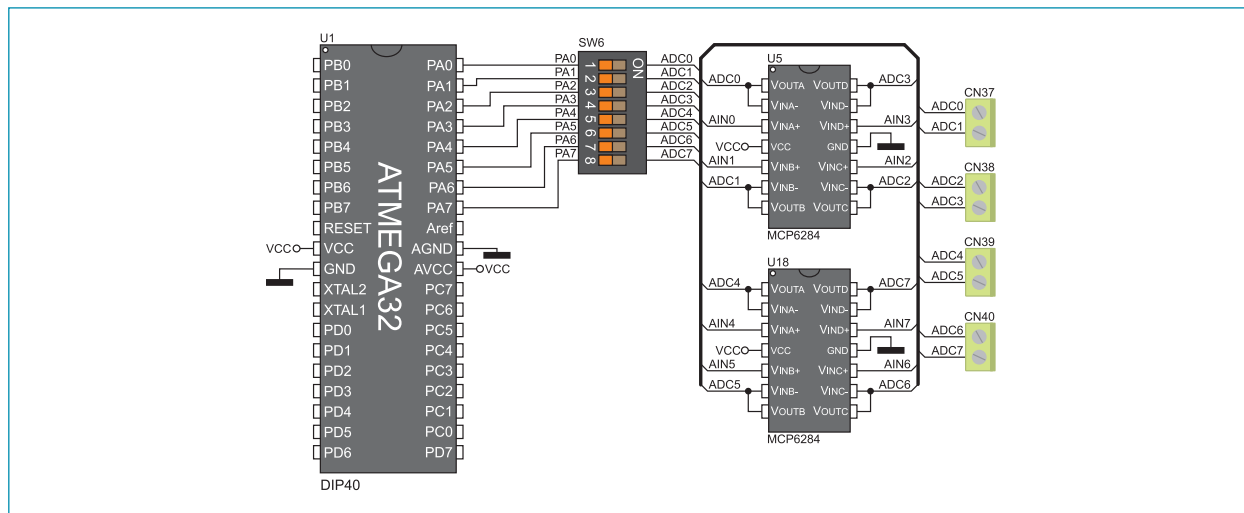 U1
PB0
PB1
PB2
PB3
PB4
PB5
PB6
PB7
RESET
VCC
GND
XTAL2
XTAL1
PD0
PD1
PD2
PD3
PD4
PD5
PD6
VCC
ATMEGA32
PA0
PA1
PA2
PA3
PA4
PA5
PA6
PA7
Aref
AGND
AVCC
PC7
PC6
PC5
PC4
PC3
PC2
PC1
PC0
PD7
VCC
DIP40
SW6
PA0
PA1
PA2
PA3
PA4
PA5
PA6
PA7
1
2
3
4
5
6
7
8
ON
ADC0
ADC1
ADC2
ADC3
ADC4
ADC5
ADC6
ADC7
U5
ADC0
AIN0
VCC
AIN1
ADC1
VOUTA
VINA-
VINA+
VCC
VINB+
VINB-
VOUTB
VOUTD
VIND-
VIND+
GND
VINC+
VINC-
VOUTC
ADC3
AIN3
AIN2
ADC2
MCP6284
U18
ADC4
AIN4
VCC
AIN5
ADC5
VOUTA
VINA-
VINA+
VCC
VINB+
VINB-
VOUTB
VOUTD
VIND-
VIND+
GND
VINC+
VINC-
VOUTC
ADC7
AIN7
AIN6
ADC6
MCP6284
CN37
ADC0
ADC1
CN38
ADC2
ADC3
CN39
ADC4
ADC5
CN40
ADC6
ADC7